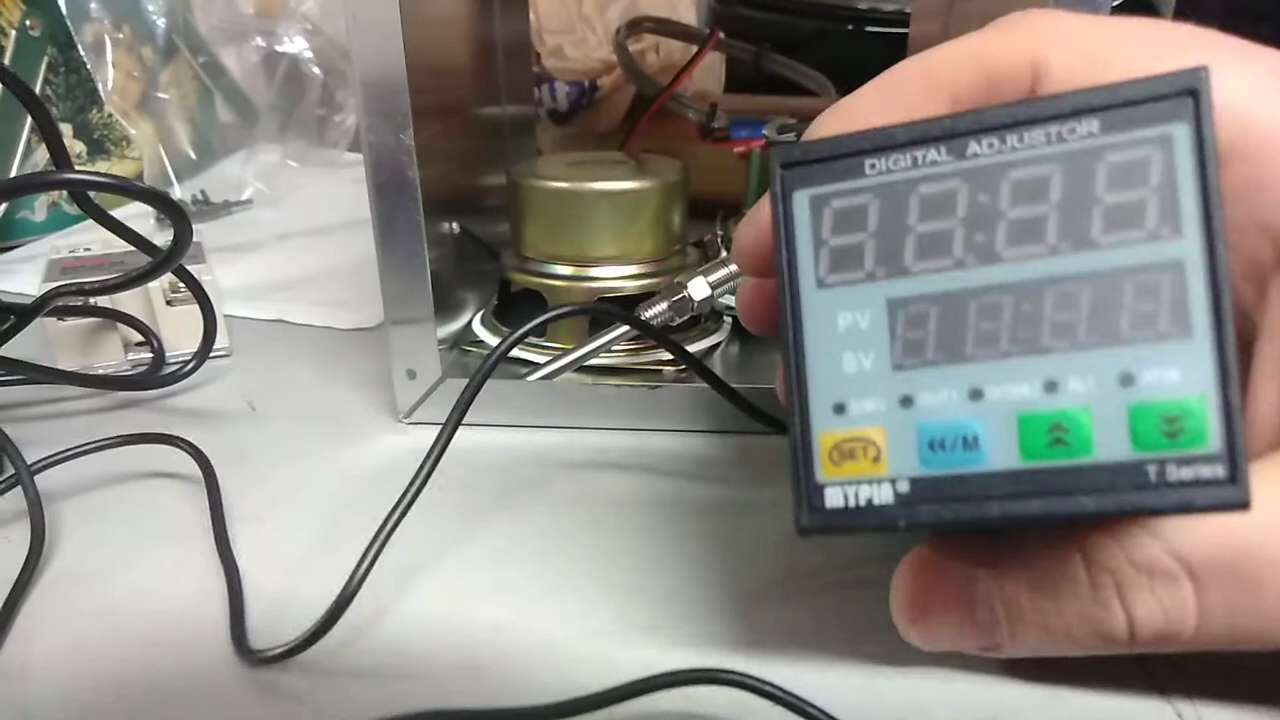 DIGITAL ADJUSTOR
PV
SV
SET
<</M
MYPIN®
T Series